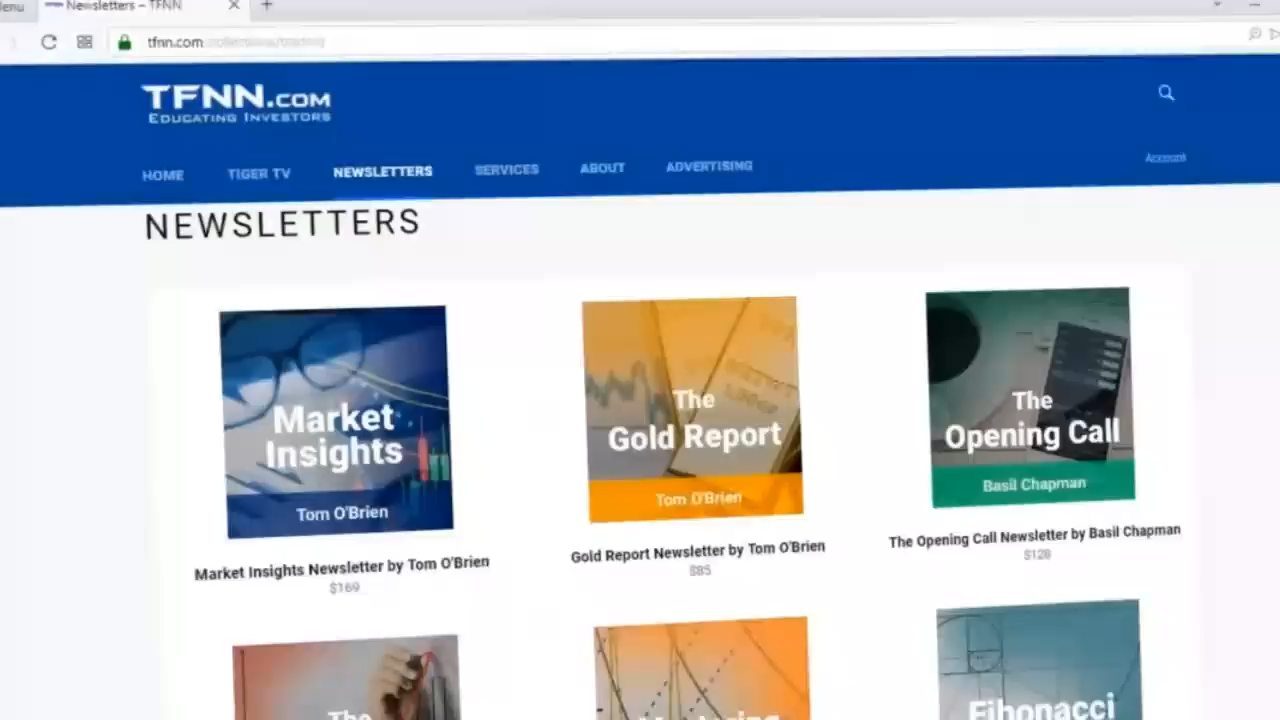 Newsletters – TFNN
tfnn.com
TFNN.COM
EDUCATING INVESTORS
Account
HOME TIGER TV NEWSLETTERS SERVICES ABOUT ADVERTISING
NEWSLETTERS
Market
Insights
Tom O'Brien
Market Insights Newsletter by Tom O'Brien
$169
The
Gold Report
Tom O'Brien
Gold Report Newsletter by Tom O'Brien
$85
The
Opening Call
Basil Chapman
The Opening Call Newsletter by Basil Chapman
$128
The
Fibonacci